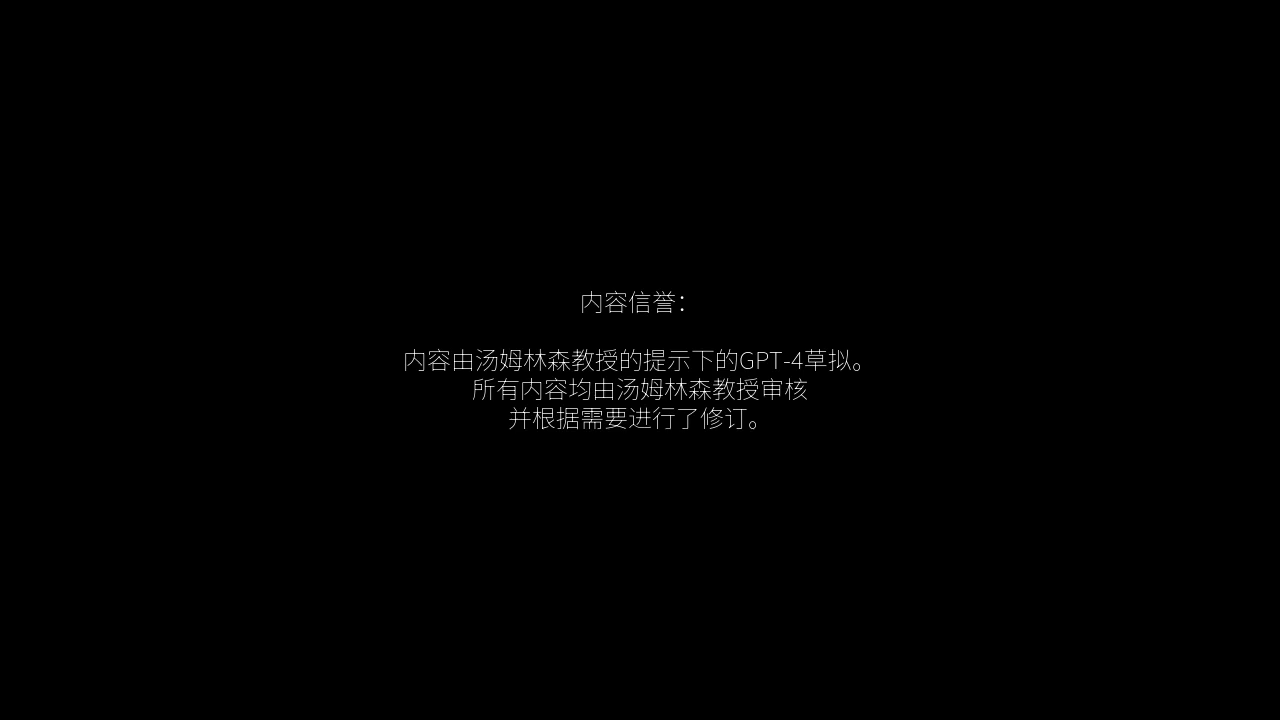 内容信誉：
内容由汤姆林森教授的提示下的GPT-4草拟。
所有内容均由汤姆林森教授审核
并根据需要进行了修订。